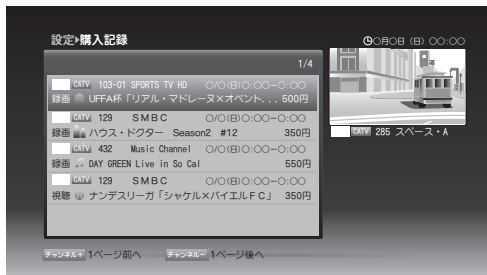 設定▸購入記録
○月○日 (日) ○○:○○
1/4
CATV 103-01 SPORTS TV HD ○/○(日)○:○○−○:○○
録画 UFFA杯「リアル・マドレーヌ×オペント... 500円
CATV 129 SMBC ○/○(日)○:○○−○:○○
録画 ハウス・ドクター Season2 #12 350円
CATV 432 Music Channel ○/○(日)○:○○−○:○○
録画 DAY GREEN Live in So Cal 550円
CATV 129 SMBC ○/○(日)○:○○−○:○○
視聴 ナンデスリーガ「シャケル×バイエルFC」 350円
CATV 285 スペース・A
チャンネル+ 1ページ前へ チャンネル− 1ページ後へ